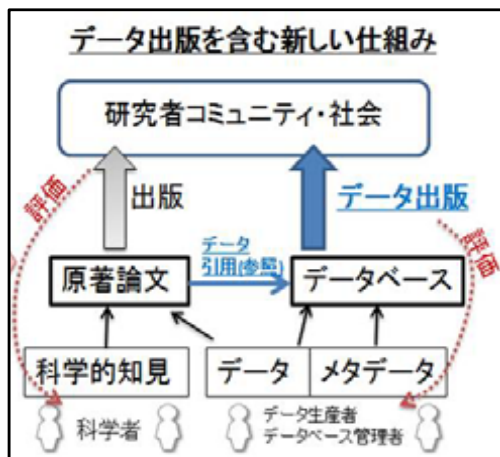 データ出版を含む新しい仕組み
研究者コミュニティ・社会
評価
出版
データ出版
評価
データ
引用(参照)
原著論文
データベース
科学的知見
データ
メタデータ
科学者
データ生産者
データベース管理者